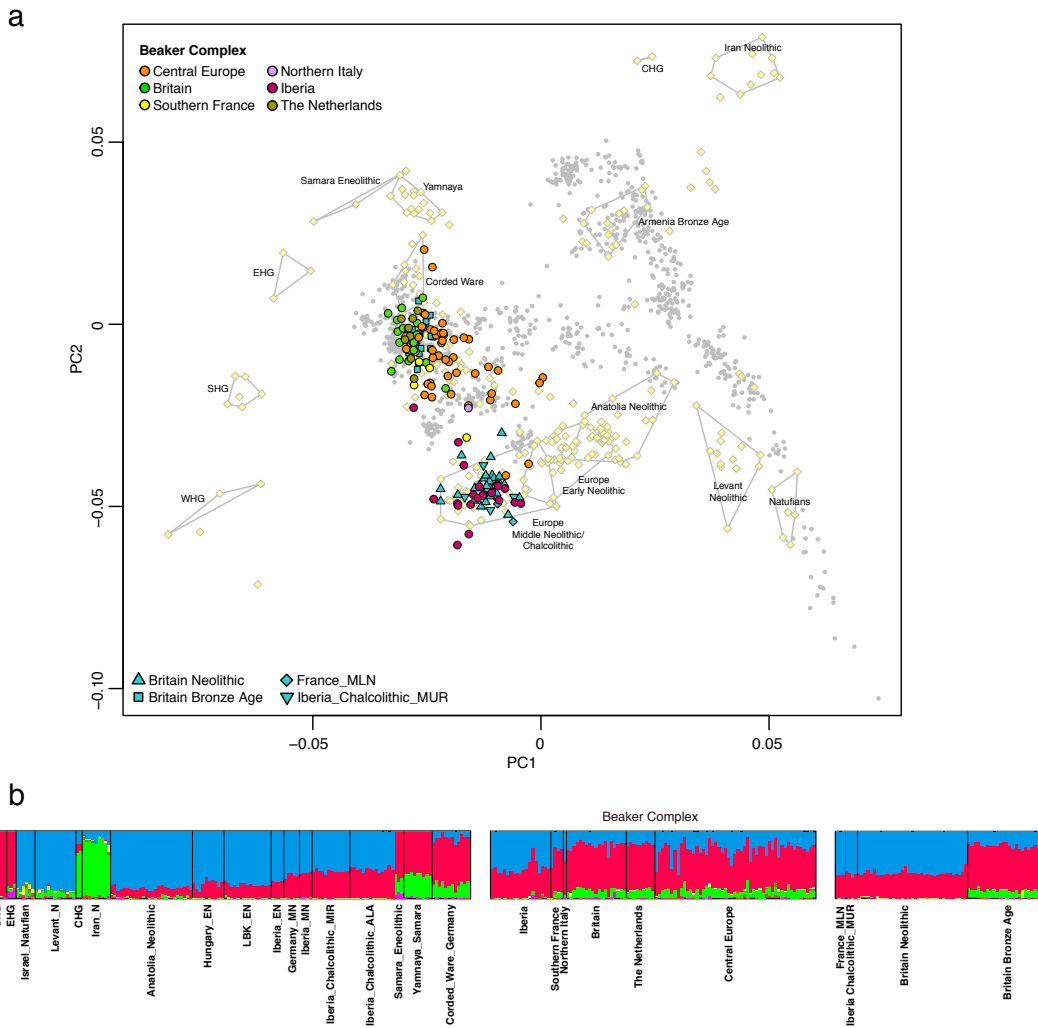 a
Beaker Complex
Central Europe
Northern Italy
Britain
Iberia
Southern France
The Netherlands
Iran Neolithic
CHG
Samara Eneolithic
Yamnaya
Armenia Bronze Age
EHG
Corded Ware
SHG
Anatolia Neolithic
WHG
Europe
Early Neolithic
Levant
Neolithic
Natufians
Europe
Middle Neolithic/
Chalcolithic
Britain Neolithic
France_MLN
Britain Bronze Age
Iberia_Chalcolithic_MUR
0.05
0
−0.05
−0.10
PC2
−0.05
0
0.05
PC1
b
Beaker Complex
EHG
Israel_Natufian
Levant_N
CHG
Iran_N
Anatolia_Neolithic
Hungary_EN
LBK_EN
Iberia_EN
Germany_MN
Iberia_MN
Iberia_Chalcolithic_MIR
Iberia_Chalcolithic_ALA
Samara_Eneolithic
Yamnaya_Samara
Corded_Ware_Germany
Iberia
Southern France
Northern Italy
Britain
The Netherlands
Central Europe
France_MLN
Iberia Chalcolithic_MUR
Britain Neolithic
Britain Bronze Age